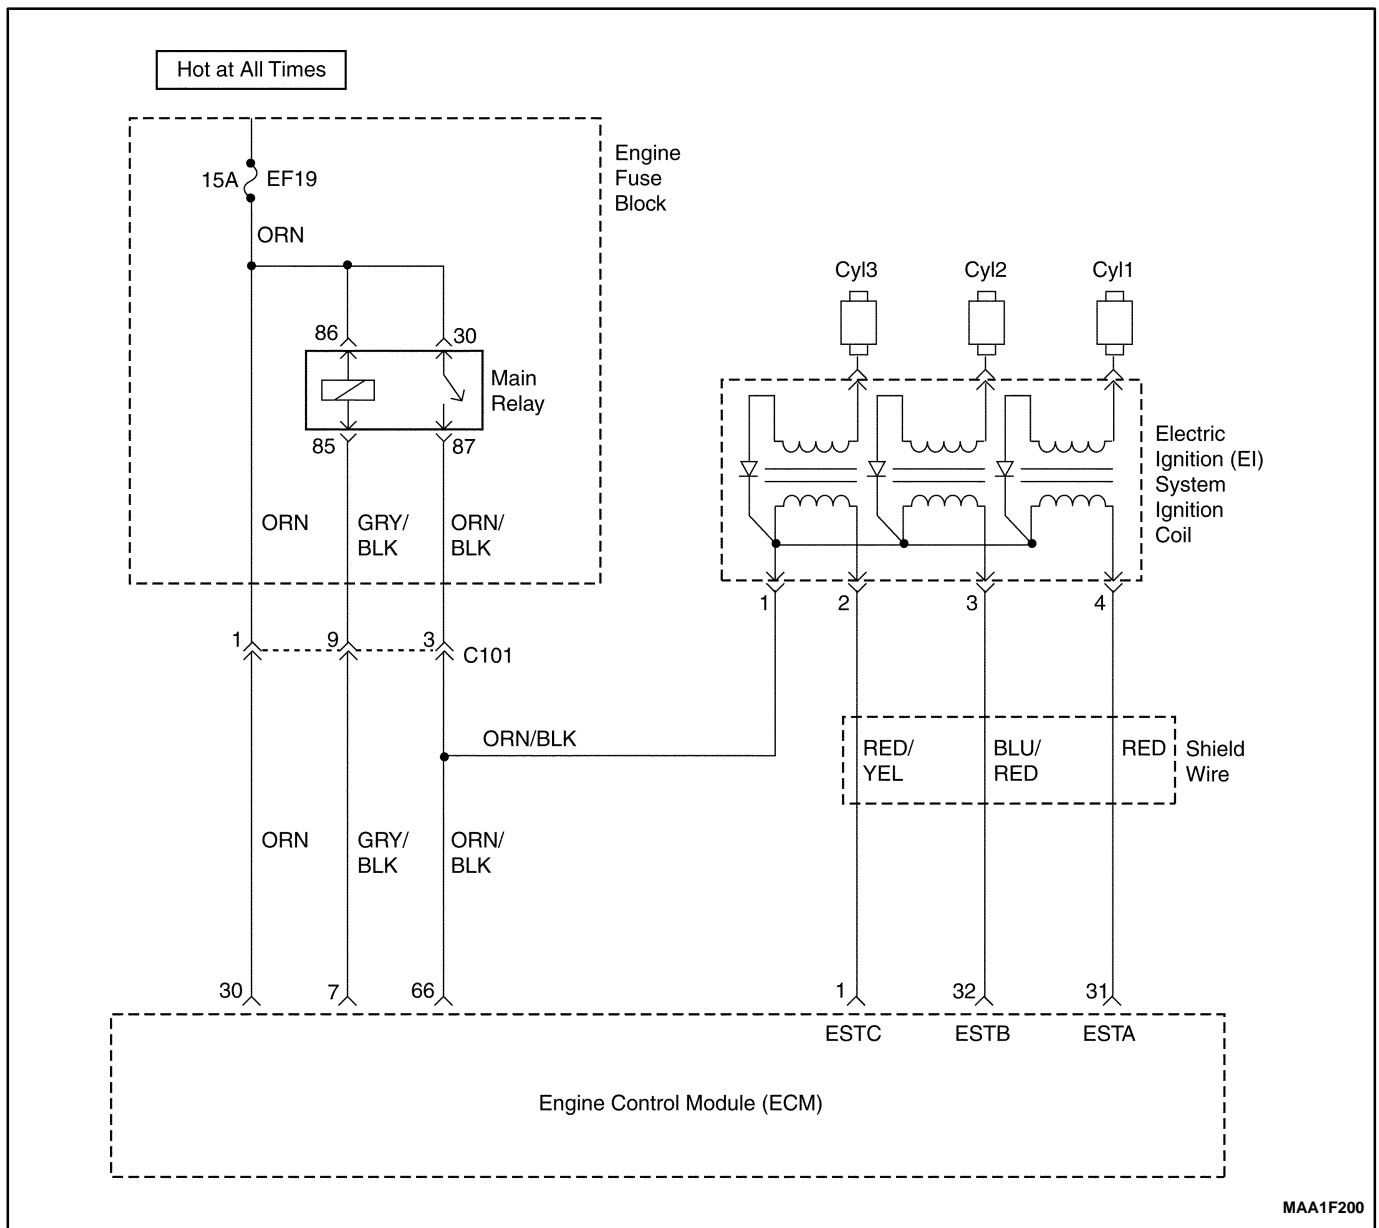 Hot at All Times
Engine
Fuse
Block
15A EF19
ORN
Cyl3 Cyl2 Cyl1
86 30
Main
Relay
85 87
Electric
Ignition (EI)
System
Ignition
Coil
ORN GRY/ ORN/
BLK BLK
1 2 3 4
1 9 3
C101
ORN/BLK
RED/ BLU/ RED
YEL RED
Shield
Wire
ORN GRY/ ORN/
BLK BLK
30 7 66 1 32 31
ESTC ESTB ESTA
Engine Control Module (ECM)
MAA1F200